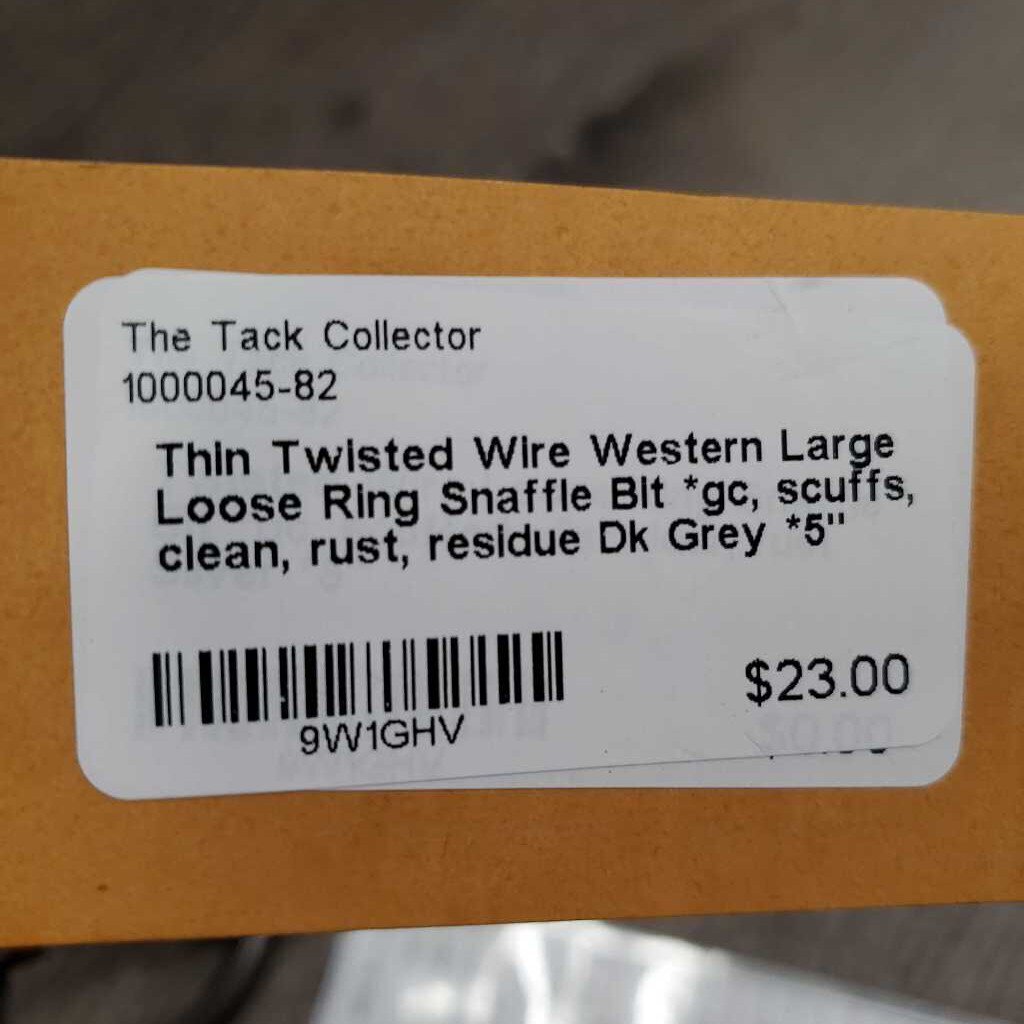 The Tack Collector
1000045-82
Thin Twisted Wire Western Large
Loose Ring Snaffle Bit *gc, scuffs,
clean, rust, residue Dk Grey *5"
$23.00
9W1GHV